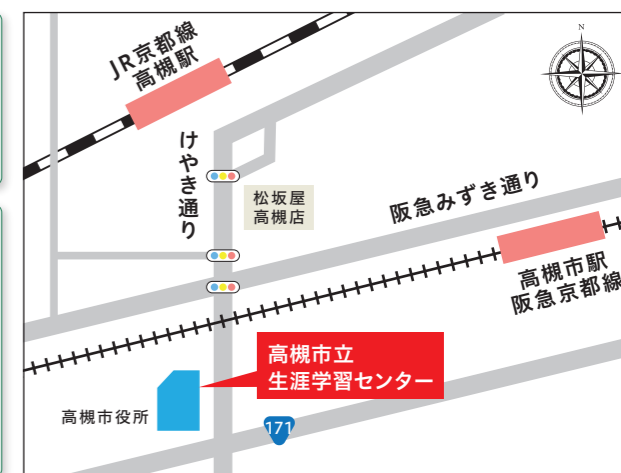 N
JR京都線
高槻駅
けやき通り
松坂屋
高槻店
阪急みずき通り
高槻市駅
阪急京都線
高槻市立
生涯学習センター
高槻市役所
171